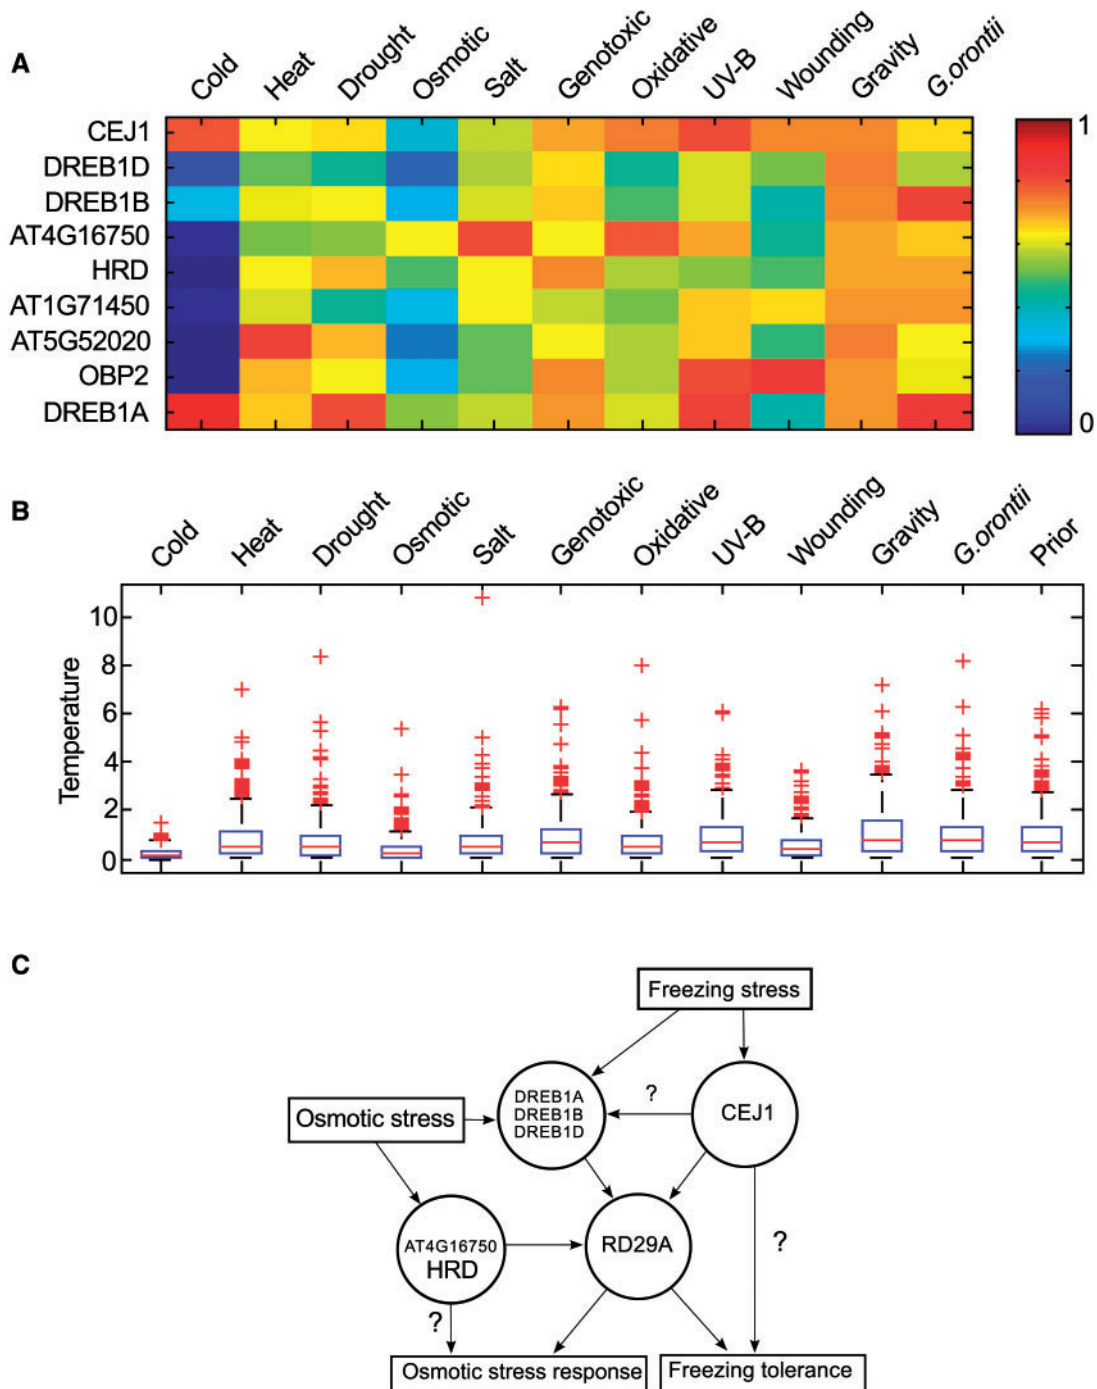 A
Cold Heat Drought Osmotic Salt Genotoxic Oxidative UV-B Wounding Gravity G.orontii
CEJ1
DREB1D
DREB1B
AT4G16750
HRD
AT1G71450
AT5G52020
OBP2
DREB1A
1
0
B
Cold Heat Drought Osmotic Salt Genotoxic Oxidative UV-B Wounding Gravity G.orontii Prior
Temperature
10
8
6
4
2
0
C
Freezing stress
DREB1A
DREB1B
DREB1D
?
CEJ1
Osmotic stress
AT4G16750
HRD
RD29A
?
?
Osmotic stress response
Freezing tolerance